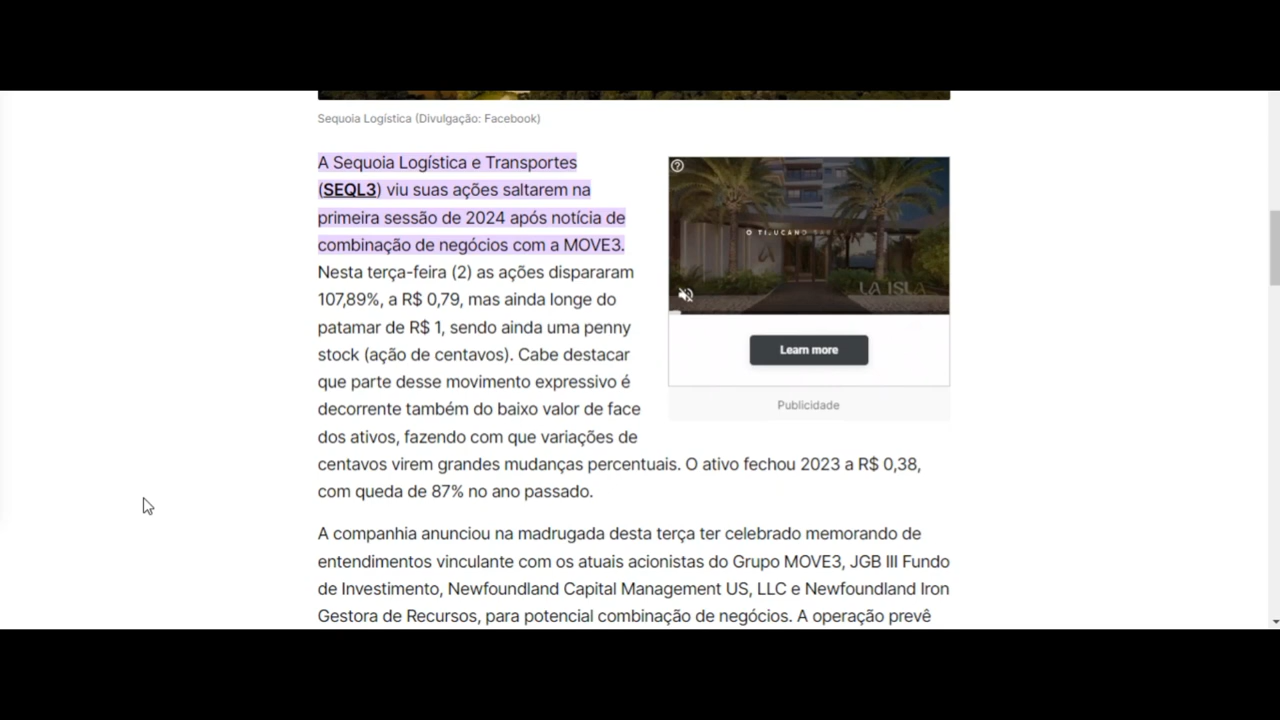 Sequoia Logística (Divulgação: Facebook)
A Sequoia Logística e Transportes
(SEQL3) viu suas ações saltarem na
primeira sessão de 2024 após notícia de
combinação de negócios com a MOVE3.
Nesta terça-feira (2) as ações dispararam
107,89%, a R$ 0,79, mas ainda longe do
patamar de R$ 1, sendo ainda uma penny
stock (ação de centavos). Cabe destacar
que parte desse movimento expressivo é
decorrente também do baixo valor de face
dos ativos, fazendo com que variações de
centavos virem grandes mudanças percentuais. O ativo fechou 2023 a R$ 0,38,
com queda de 87% no ano passado.
A companhia anunciou na madrugada desta terça ter celebrado memorando de
entendimentos vinculante com os atuais acionistas do Grupo MOVE3, JGB III Fundo
de Investimento, Newfoundland Capital Management US, LLC e Newfoundland Iron
Gestora de Recursos, para potencial combinação de negócios. A operação prevê
O TIJUCANO
LA ISLA
Learn more
Publicidade